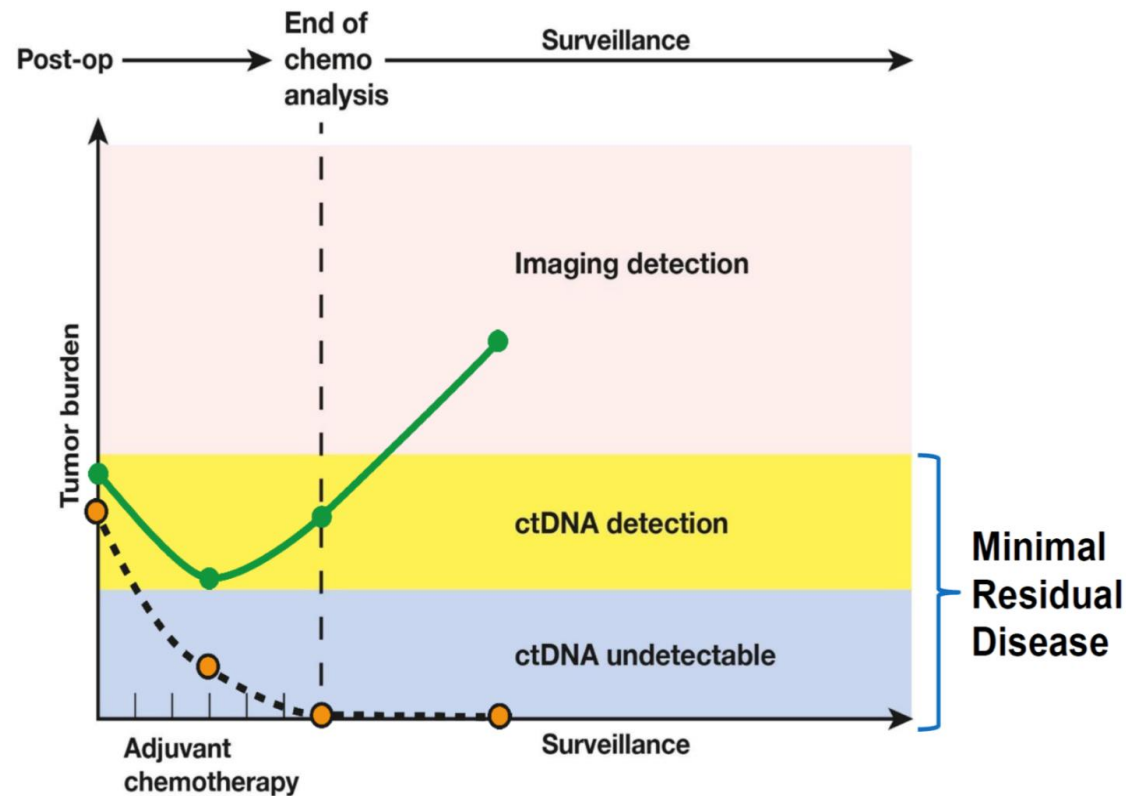 Post-op
End of
chemo
analysis
Surveillance
Tumor burden
Imaging detection
ctDNA detection
ctDNA undetectable
Minimal
Residual
Disease
Adjuvant
chemotherapy
Surveillance